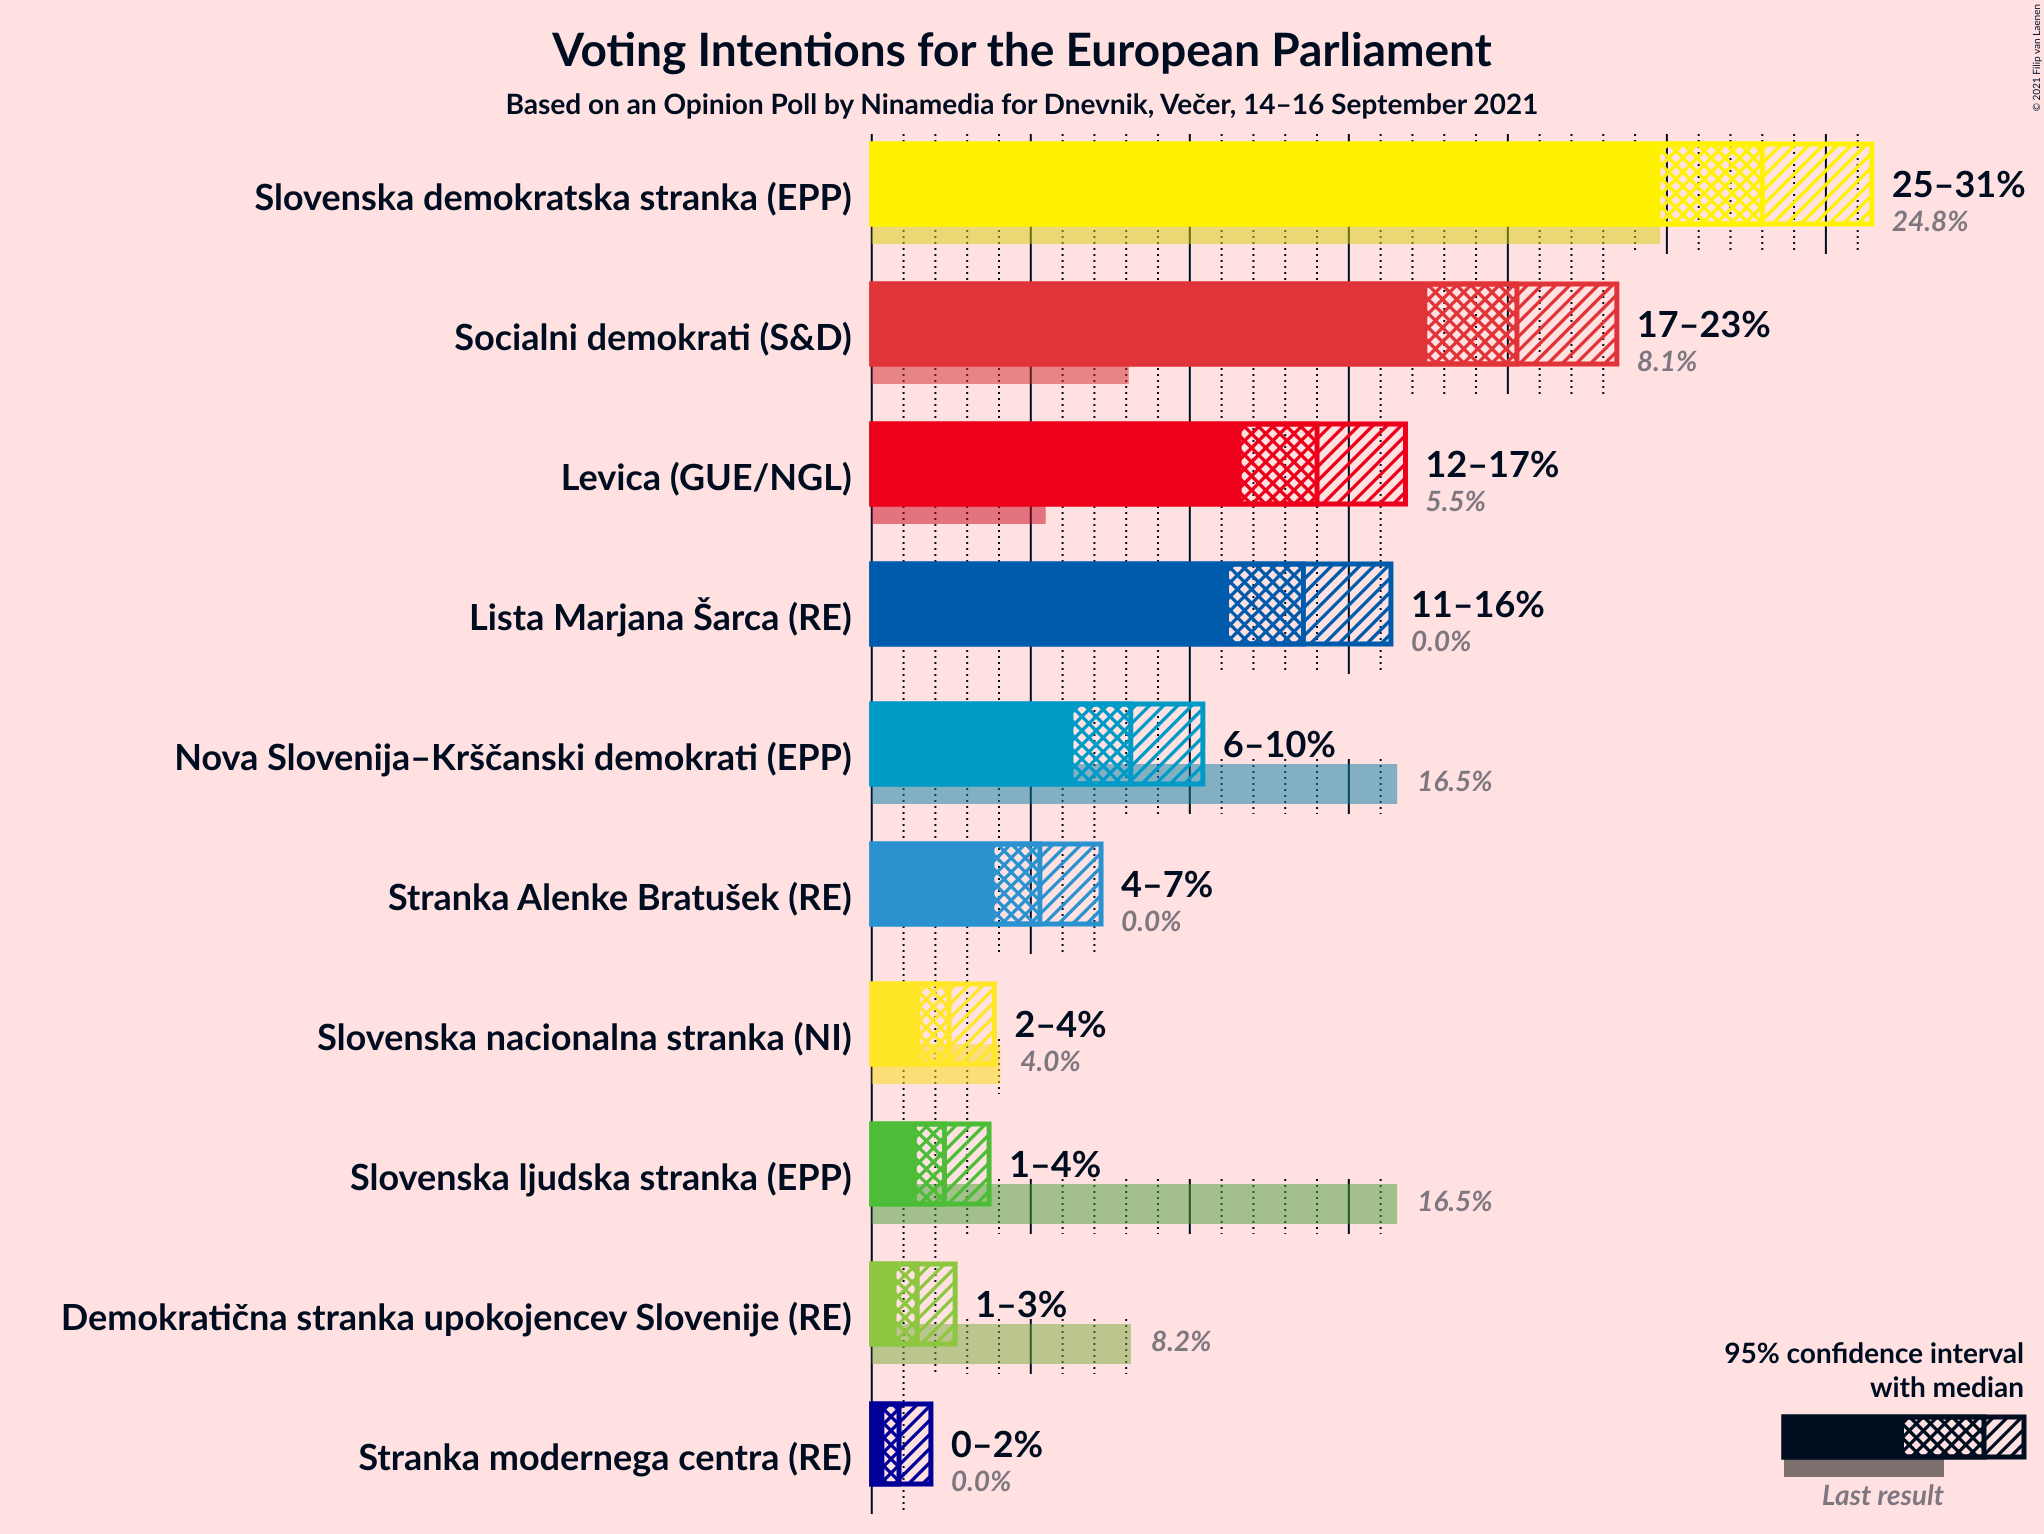 Voting Intentions for the European Parliament
Based on an Opinion Poll by Ninamedia for Dnevnik, Večer, 14–16 September 2021
© 2021 Filip van Laenen
Slovenska demokratska stranka (EPP)
25–31%
24.8%
Socialni demokrati (S&D)
17–23%
8.1%
Levica (GUE/NGL)
12–17%
5.5%
Lista Marjana Šarca (RE)
11–16%
0.0%
Nova Slovenija–Krščanski demokrati (EPP)
6–10%
16.5%
Stranka Alenke Bratušek (RE)
4–7%
0.0%
Slovenska nacionalna stranka (NI)
2–4%
4.0%
Slovenska ljudska stranka (EPP)
1–4%
16.5%
Demokratična stranka upokojencev Slovenije (RE)
1–3%
8.2%
Stranka modernega centra (RE)
0–2%
0.0%
95% confidence interval
with median
Last result